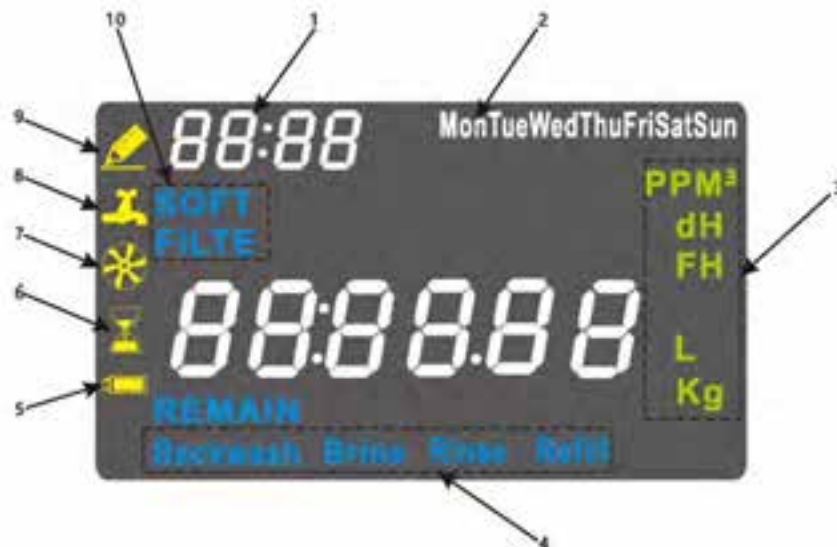 10 1 2
9 88:88 MonTueWedThuFriSatSun
8 SOFT PPM³ 3
FILTE dH
7 FH
6 88:88.88
L
5 REMAIN Kg
Backwash Brine Rinse Refill
4